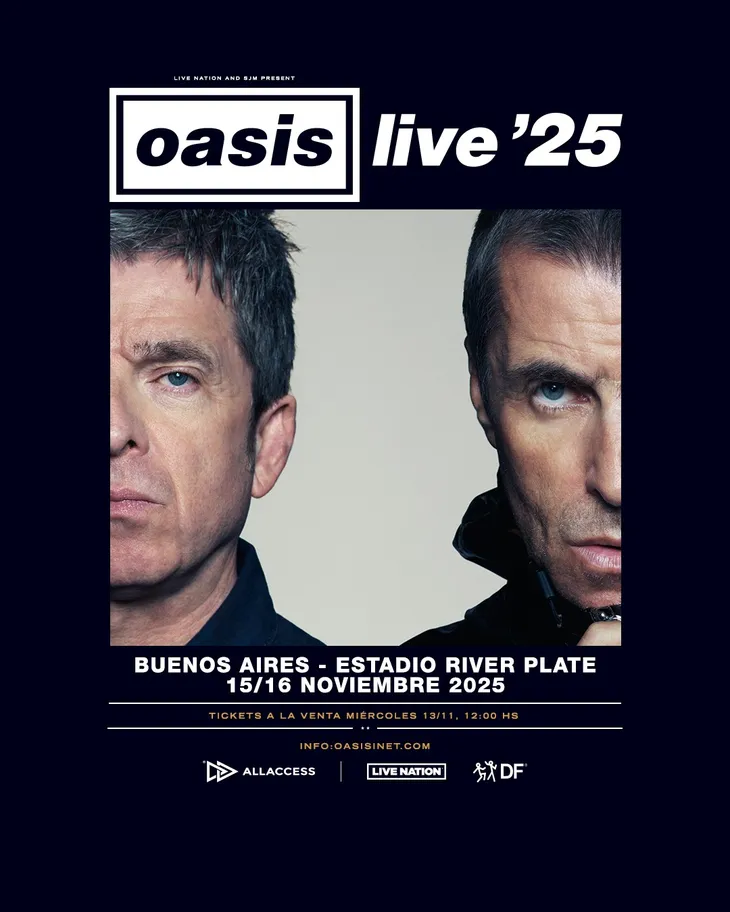 LIVE NATION AND SJM PRESENT
oasis live '25
BUENOS AIRES - ESTADIO RIVER PLATE
15/16 NOVIEMBRE 2025
TICKETS A LA VENTA MIÉRCOLES 13/11, 12:00 HS
INFO:OASISINET.COM
ALLACCESS LIVE NATION DF